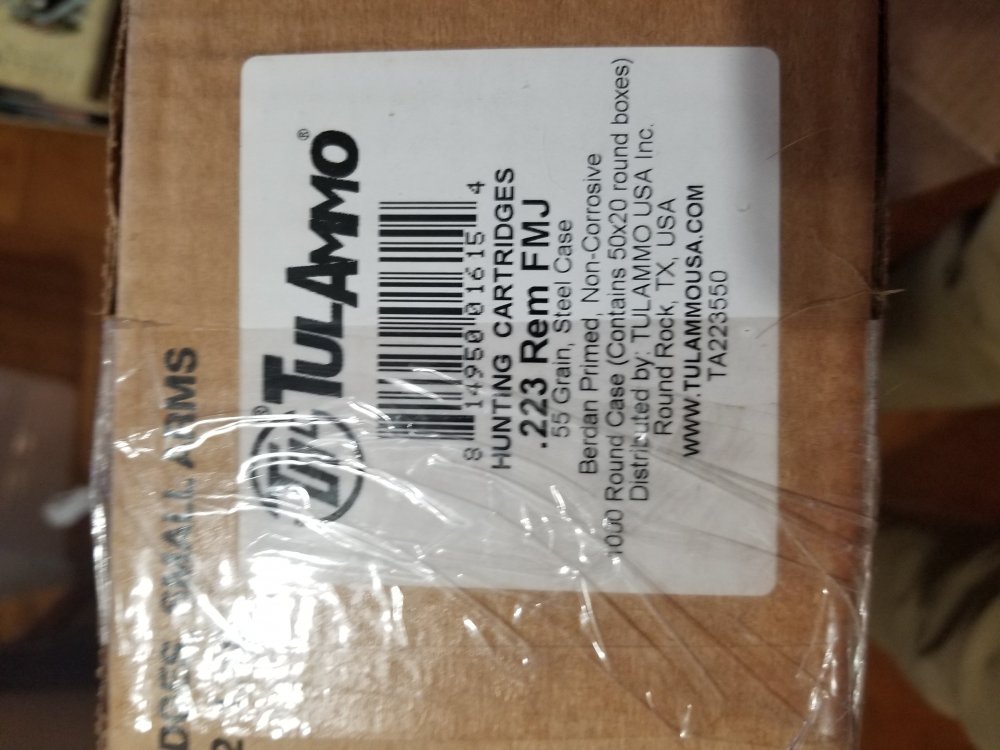 TULAMMO®
8 14950 01615 4
HUNTING CARTRIDGES
.223 Rem FMJ
55 Grain, Steel Case
Berdan Primed, Non-Corrosive
1000 Round Case (Contains 50x20 round boxes)
Distributed by: TULAMMO USA Inc.
Round Rock, TX, USA
WWW.TULAMMOUSA.COM
TA223550
SMALL ARMS